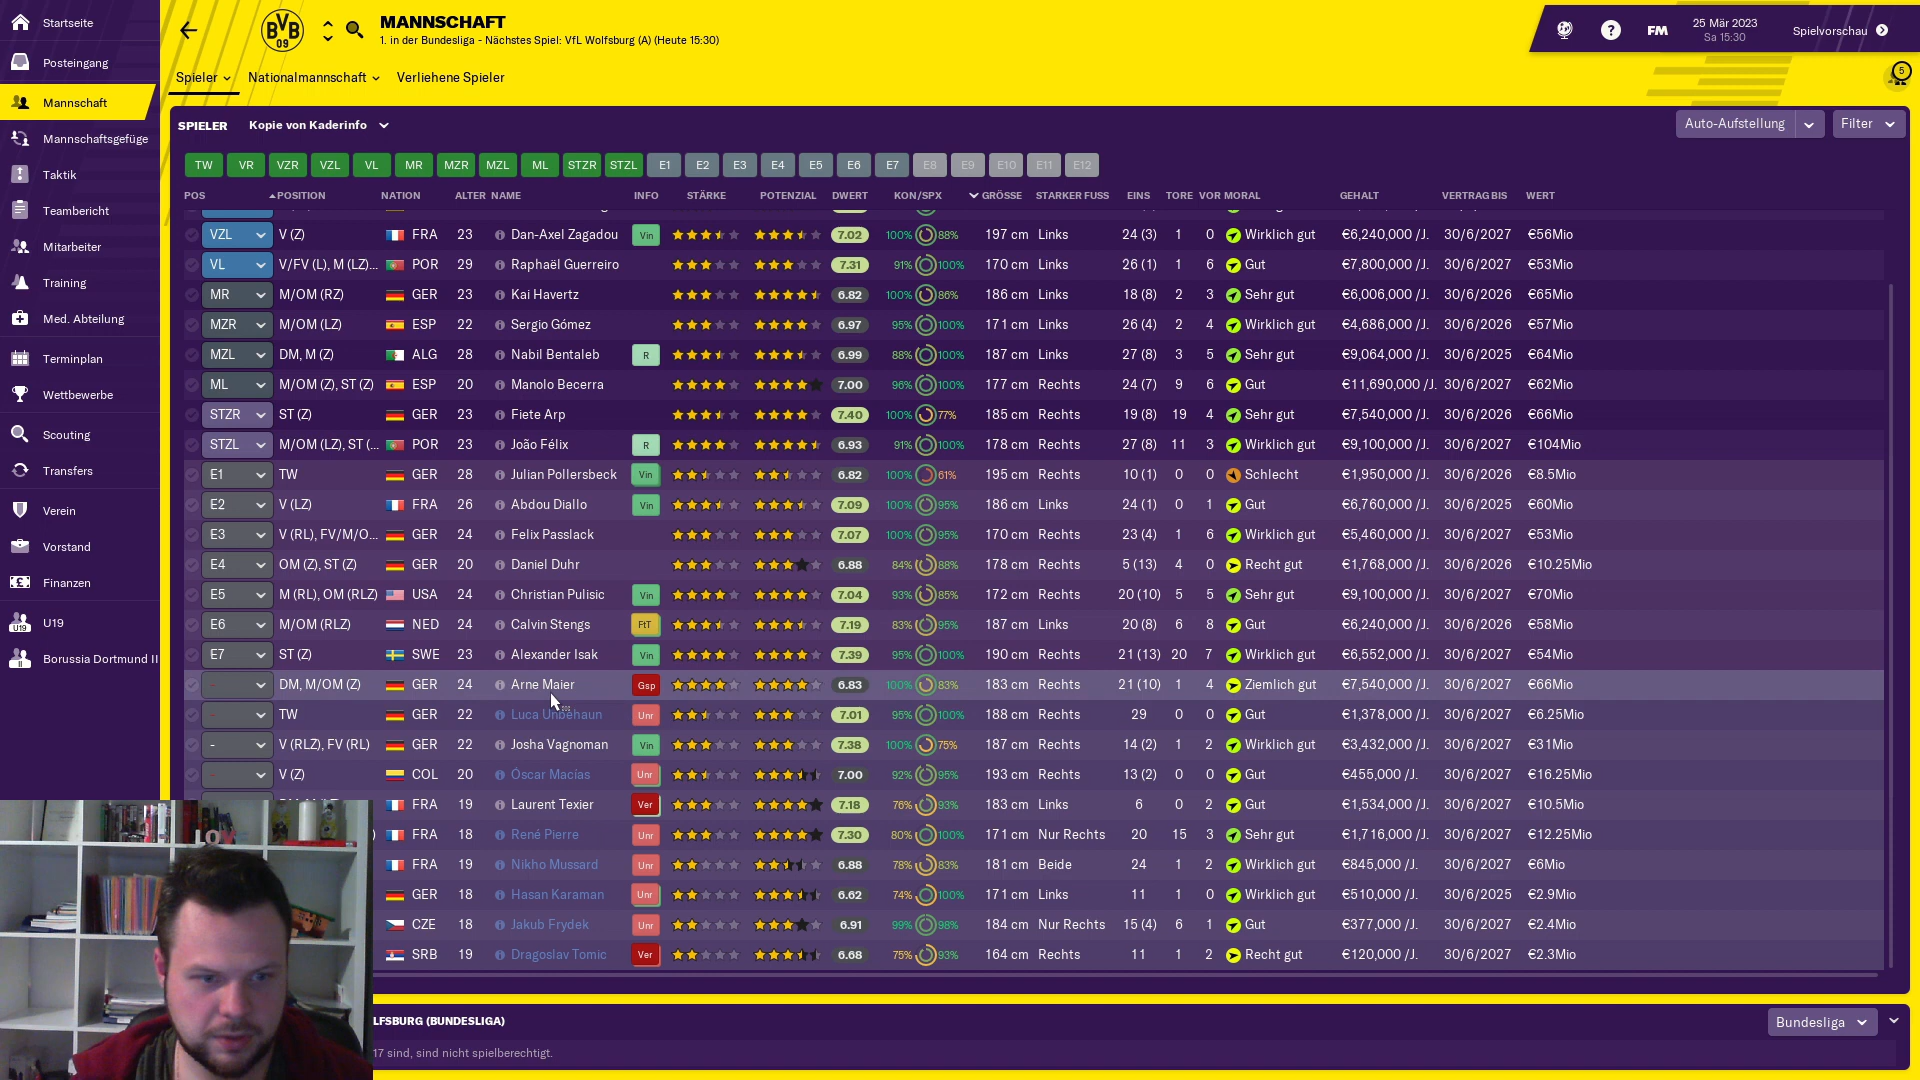 Startseite
Posteingang
Mannschaft
Mannschaftsgefüge
Taktik
Teambericht
Mitarbeiter
Training
Med. Abteilung
Terminplan
Wettbewerbe
Scouting
Transfers
Verein
Vorstand
Finanzen
U19
Borussia Dortmund II
BVB 09
MANNSCHAFT
1. in der Bundesliga - Nächstes Spiel: VfL Wolfsburg (A) (Heute 15:30)
FM
25 Mär 2023
Sa 15:30
Spielvorschau
Spieler Nationalmannschaft Verliehene Spieler
5
SPIELER Kopie von Kaderinfo Auto-Aufstellung Filter
TW VR VZR VZL VL MR MZR MZL ML STZR STZL E1 E2 E3 E4 E5 E6 E7 E8 E9 E10 E11 E12
POS POSITION NATION ALTER NAME INFO STÄRKE POTENZIAL DWERT KON/SPX GRÖSSE STARKER FUSS EINS TORE VOR MORAL GEHALT VERTRAG BIS WERT
VZL V (Z) FRA 23 Dan-Axel Zagadou Vin 7.02 100% 88% 197 cm Links 24 (3) 1 0 Wirklich gut €6,240,000 /J. 30/6/2027 €56Mio
VL V/FV (L), M (LZ)... POR 29 Raphaël Guerreiro 7.31 91% 100% 170 cm Links 26 (1) 1 6 Gut €7,800,000 /J. 30/6/2027 €53Mio
MR M/OM (RZ) GER 23 Kai Havertz 6.82 100% 86% 186 cm Links 18 (8) 2 3 Sehr gut €6,006,000 /J. 30/6/2026 €65Mio
MZR M/OM (LZ) ESP 22 Sergio Gómez 6.97 95% 100% 171 cm Links 26 (4) 2 4 Wirklich gut €4,686,000 /J. 30/6/2026 €57Mio
MZL DM, M (Z) ALG 28 Nabil Bentaleb R 6.99 88% 100% 187 cm Links 27 (8) 3 5 Sehr gut €9,064,000 /J. 30/6/2025 €64Mio
ML M/OM (Z), ST (Z) ESP 20 Manolo Becerra 7.00 96% 100% 177 cm Rechts 24 (7) 9 6 Gut €11,690,000 /J. 30/6/2027 €62Mio
STZR ST (Z) GER 23 Fiete Arp 7.40 100% 77% 185 cm Rechts 19 (8) 19 4 Sehr gut €7,540,000 /J. 30/6/2026 €66Mio
STZL M/OM (LZ), ST (... POR 23 João Félix R 6.93 91% 100% 178 cm Rechts 27 (8) 11 3 Wirklich gut €9,100,000 /J. 30/6/2027 €104Mio
E1 TW GER 28 Julian Pollersbeck Vin 6.82 100% 61% 195 cm Rechts 10 (1) 0 0 Schlecht €1,950,000 /J. 30/6/2026 €8.5Mio
E2 V (LZ) FRA 26 Abdou Diallo Vin 7.09 100% 95% 186 cm Links 24 (1) 0 1 Gut €6,760,000 /J. 30/6/2025 €60Mio
E3 V (RL), FV/M/O... GER 24 Felix Passlack 7.07 100% 95% 170 cm Rechts 23 (4) 1 6 Wirklich gut €5,460,000 /J. 30/6/2027 €53Mio
E4 OM (Z), ST (Z) GER 20 Daniel Duhr 6.88 84% 88% 178 cm Rechts 5 (13) 4 0 Recht gut €1,768,000 /J. 30/6/2026 €10.25Mio
E5 M (RL), OM (RLZ) USA 24 Christian Pulisic Vin 7.04 93% 85% 172 cm Rechts 20 (10) 5 5 Sehr gut €9,100,000 /J. 30/6/2027 €70Mio
E6 M/OM (RLZ) NED 24 Calvin Stengs FtT 7.19 83% 95% 187 cm Links 20 (8) 6 8 Gut €6,240,000 /J. 30/6/2026 €58Mio
E7 ST (Z) SWE 23 Alexander Isak Vin 7.39 95% 100% 190 cm Rechts 21 (13) 20 7 Wirklich gut €6,552,000 /J. 30/6/2027 €54Mio
- DM, M/OM (Z) GER 24 Arne Maier Gsp 6.83 100% 83% 183 cm Rechts 21 (10) 1 4 Ziemlich gut €7,540,000 /J. 30/6/2027 €66Mio
- TW GER 22 Luca Unbehaun Unr 7.01 95% 100% 188 cm Rechts 29 0 0 Gut €1,378,000 /J. 30/6/2027 €6.25Mio
- V (RLZ), FV (RL) GER 22 Josha Vagnoman Vin 7.38 100% 75% 187 cm Rechts 14 (2) 1 2 Wirklich gut €3,432,000 /J. 30/6/2027 €31Mio
- V (Z) COL 20 Óscar Macías Unr 7.00 92% 95% 193 cm Rechts 13 (2) 0 0 Gut €455,000 /J. 30/6/2027 €16.25Mio
FRA 19 Laurent Texier Ver 7.18 76% 93% 183 cm Links 6 0 2 Gut €1,534,000 /J. 30/6/2027 €10.5Mio
FRA 18 René Pierre Unr 7.30 80% 100% 171 cm Nur Rechts 20 15 3 Sehr gut €1,716,000 /J. 30/6/2027 €12.25Mio
FRA 19 Nikho Mussard Unr 6.88 78% 83% 181 cm Beide 24 1 2 Wirklich gut €845,000 /J. 30/6/2027 €6Mio
GER 18 Hasan Karaman Unr 6.62 74% 100% 171 cm Links 11 1 0 Wirklich gut €510,000 /J. 30/6/2025 €2.9Mio
CZE 18 Jakub Frydek Unr 6.91 99% 98% 184 cm Nur Rechts 15 (4) 6 1 Gut €377,000 /J. 30/6/2027 €2.4Mio
SRB 19 Dragoslav Tomic Ver 6.68 75% 93% 164 cm Rechts 11 1 2 Recht gut €120,000 /J. 30/6/2027 €2.3Mio
LFSBURG (BUNDESLIGA) Bundesliga
17 sind, sind nicht spielberechtigt.